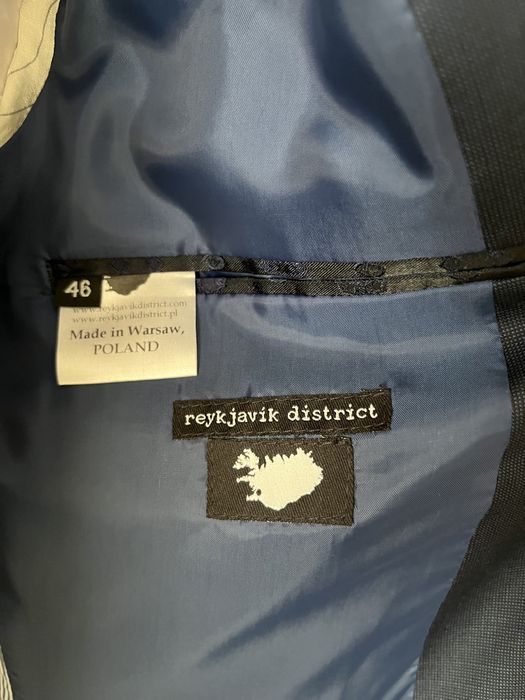 46
www.reykjavikdistrict.com
www.reykjavikdistrict.pl
Made in Warsaw,
POLAND
reykjavik district